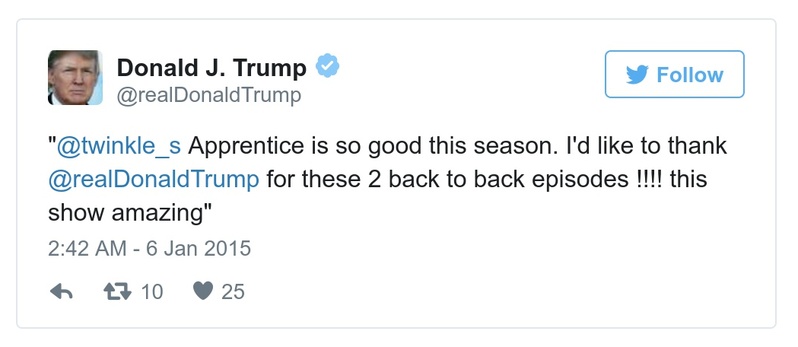 Donald J. Trump
@realDonaldTrump
Follow
"@twinkle_s Apprentice is so good this season. I'd like to thank
@realDonaldTrump for these 2 back to back episodes !!!! this
show amazing"
2:42 AM - 6 Jan 2015
10 25